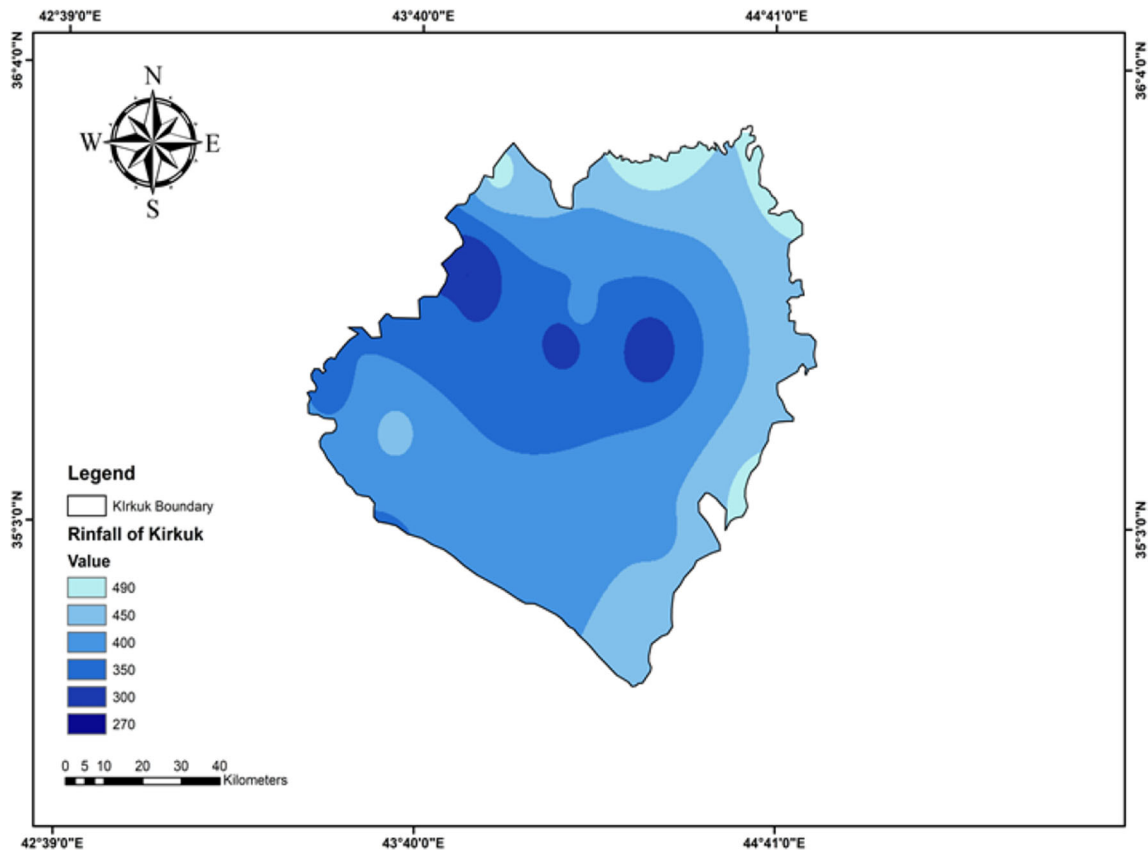 42°39'0"E 43°40'0"E 44°41'0"E
36°4'0"N 36°4'0"N
N
W E
S
Legend
KIrkuk Boundary
Rinfall of Kirkuk
Value
490
450
400
350
300
270
35°3'0"N 35°3'0"N
0 5 10 20 30 40
Kilometers
42°39'0"E 43°40'0"E 44°41'0"E